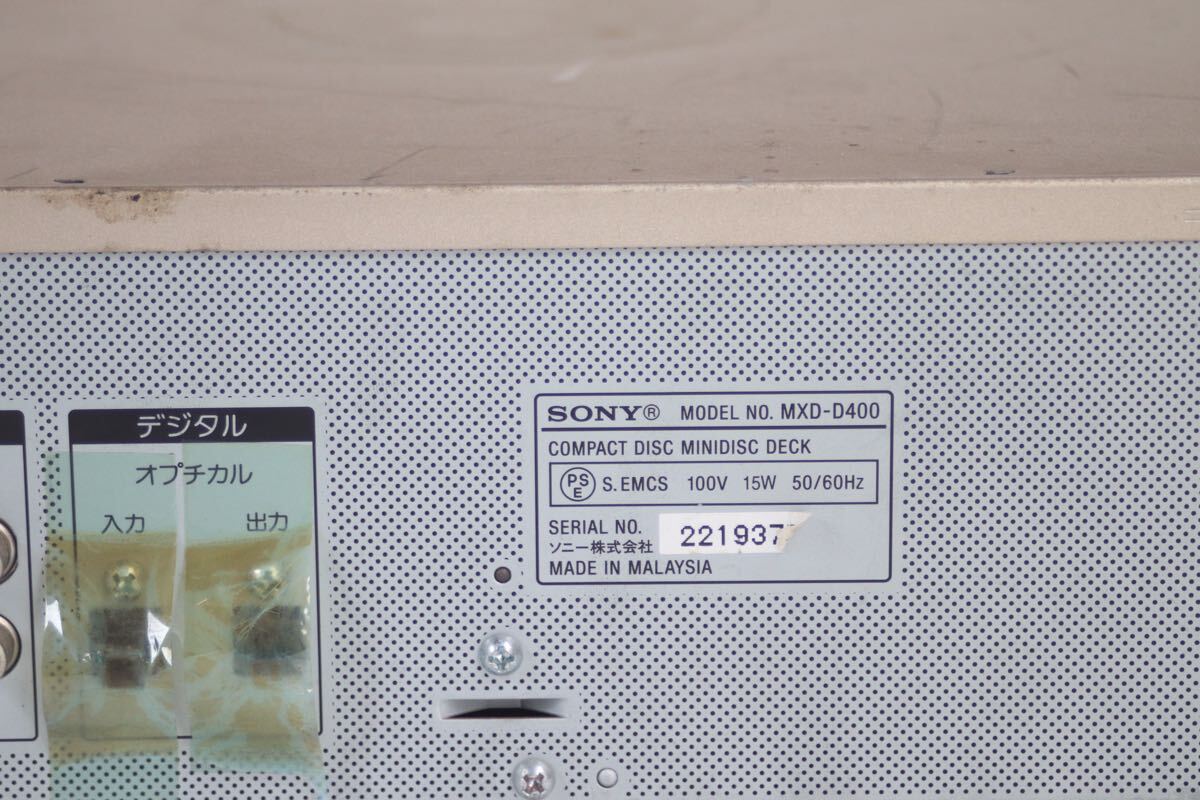 デジタル
オプチカル
入力 出力
SONY® MODEL NO. MXD-D400
COMPACT DISC MINIDISC DECK
PSE S.EMCS 100V 15W 50/60Hz
SERIAL NO. 221937
ソニー株式会社
MADE IN MALAYSIA